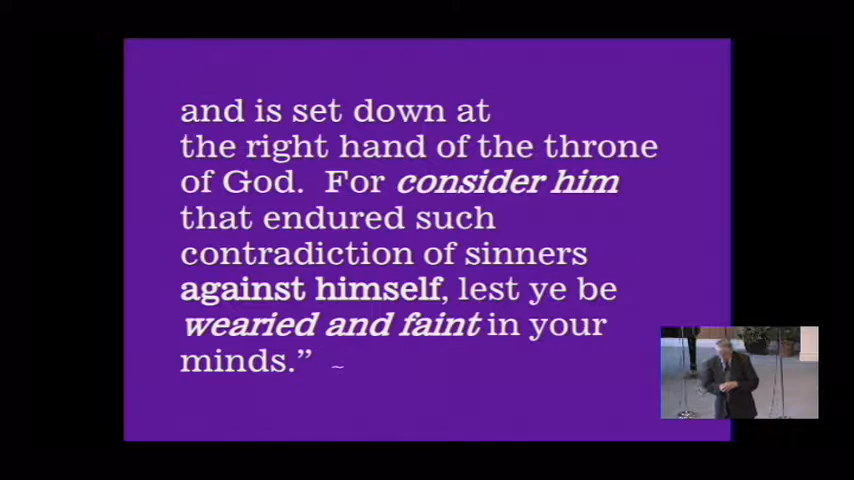 and is set down at
the right hand of the throne
of God.  For consider him
that endured such
contradiction of sinners
against himself, lest ye be
wearied and faint in your
minds.” ~